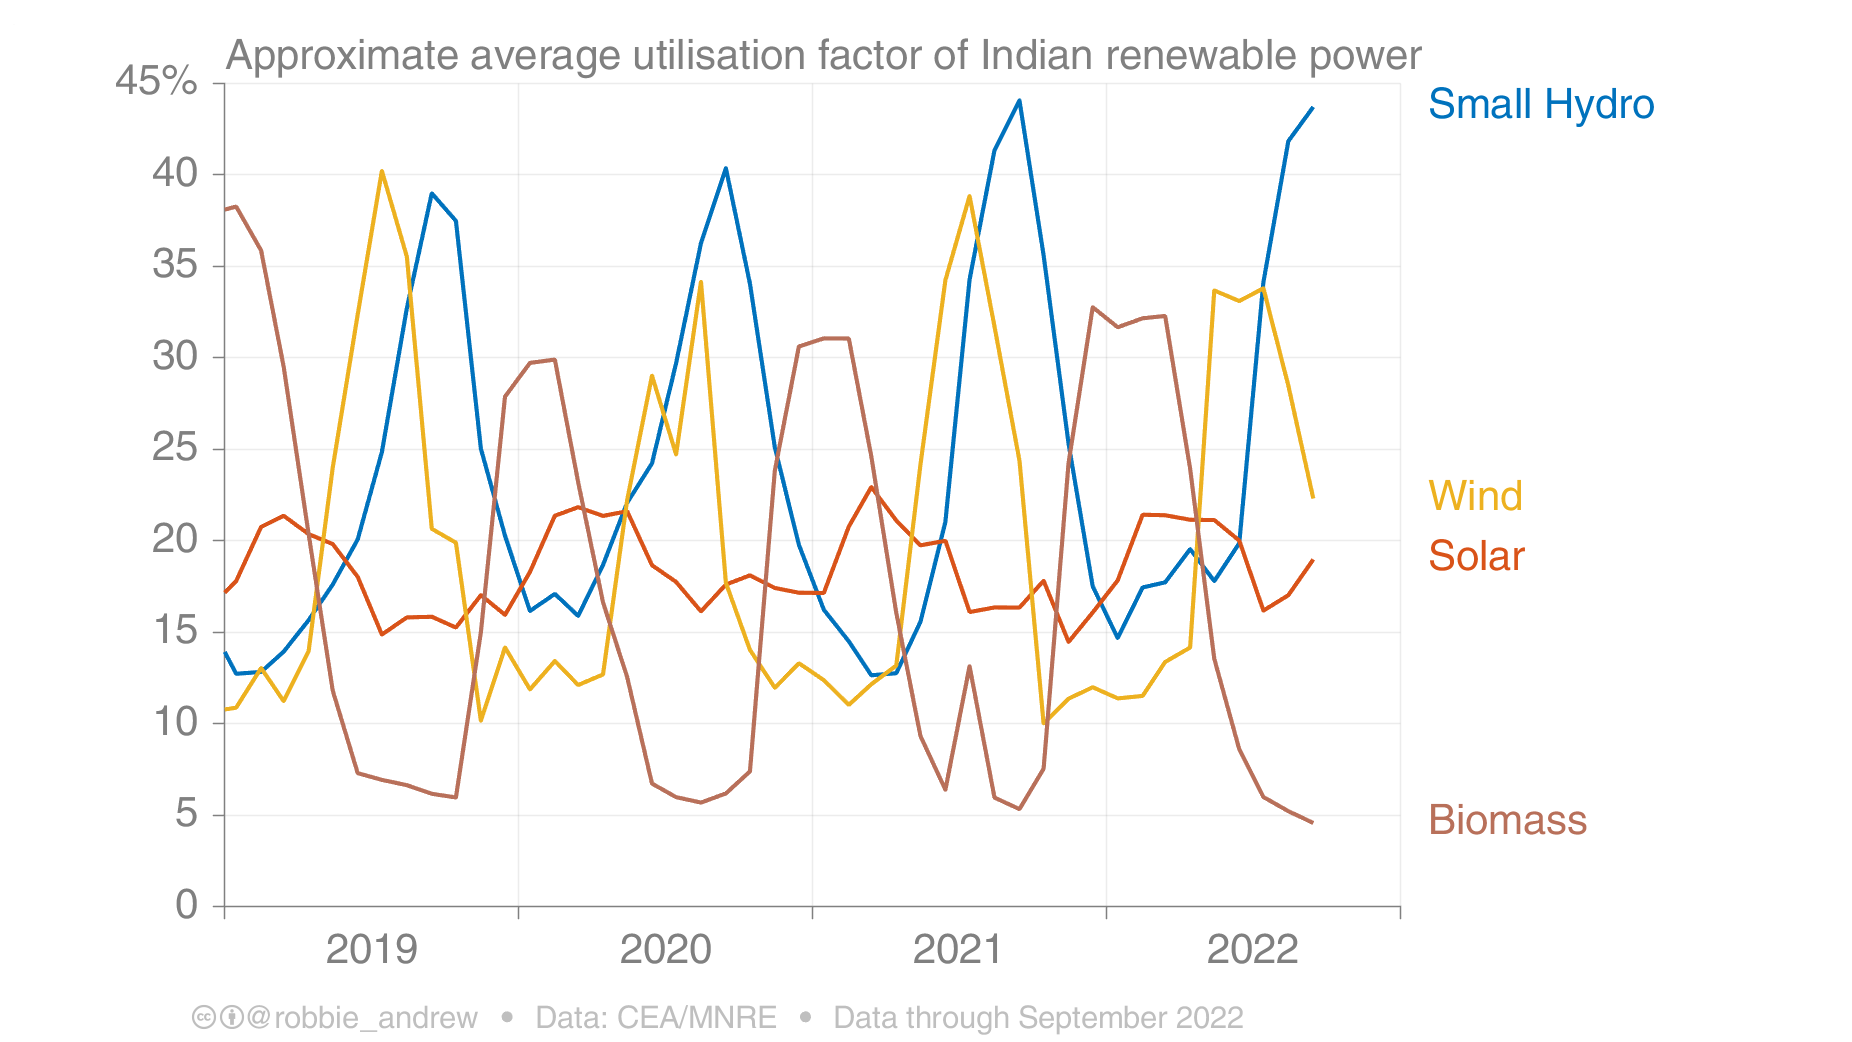 Approximate average utilisation factor of Indian renewable power
45%
40
35
30
25
20
15
10
5
0
Small Hydro
Wind
Solar
Biomass
2019 2020 2021 2022
@robbie_andrew • Data: CEA/MNRE • Data through September 2022